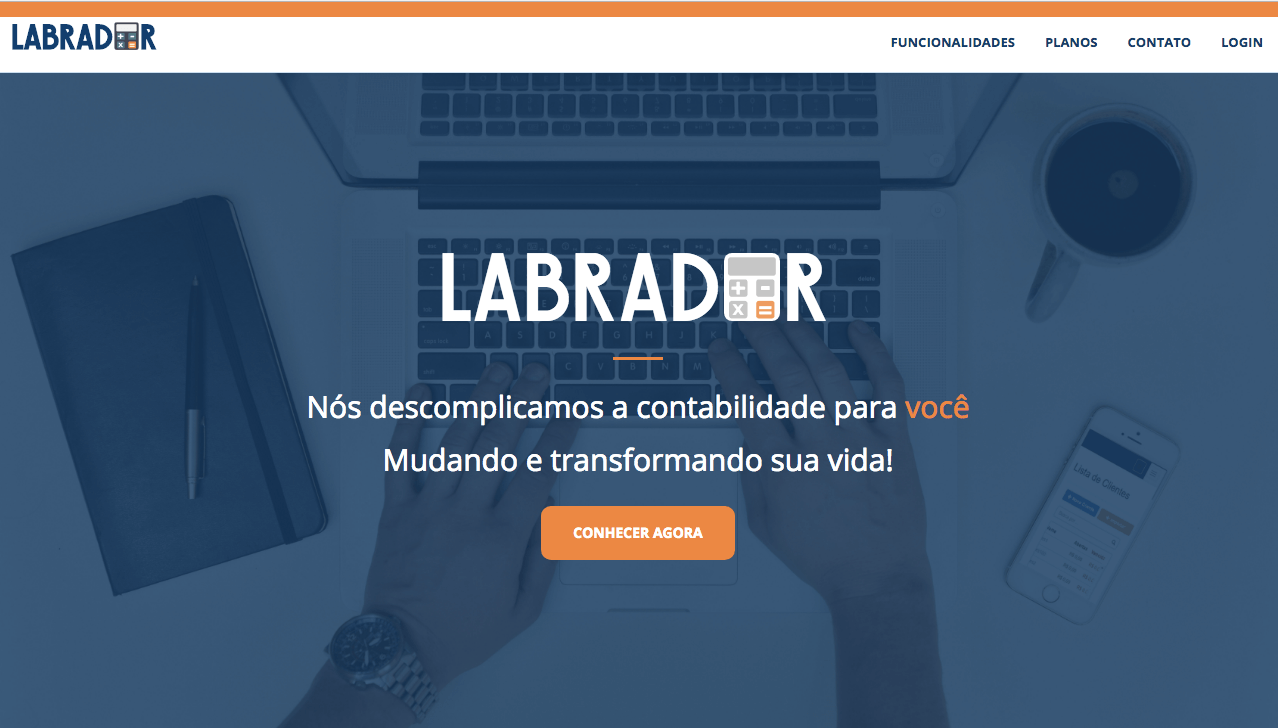 LABRADOR
FUNCIONALIDADES PLANOS CONTATO LOGIN
LABRADOR
Nós descomplicamos a contabilidade para você
Mudando e transformando sua vida!
CONHECER AGORA
Lista de Clientes